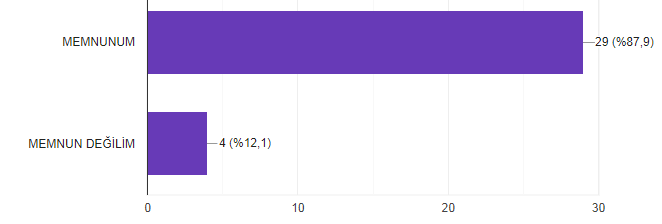 MEMNUNUM
29 (%87,9)
MEMNUN DEĞİLİM
4 (%12,1)
0 10 20 30